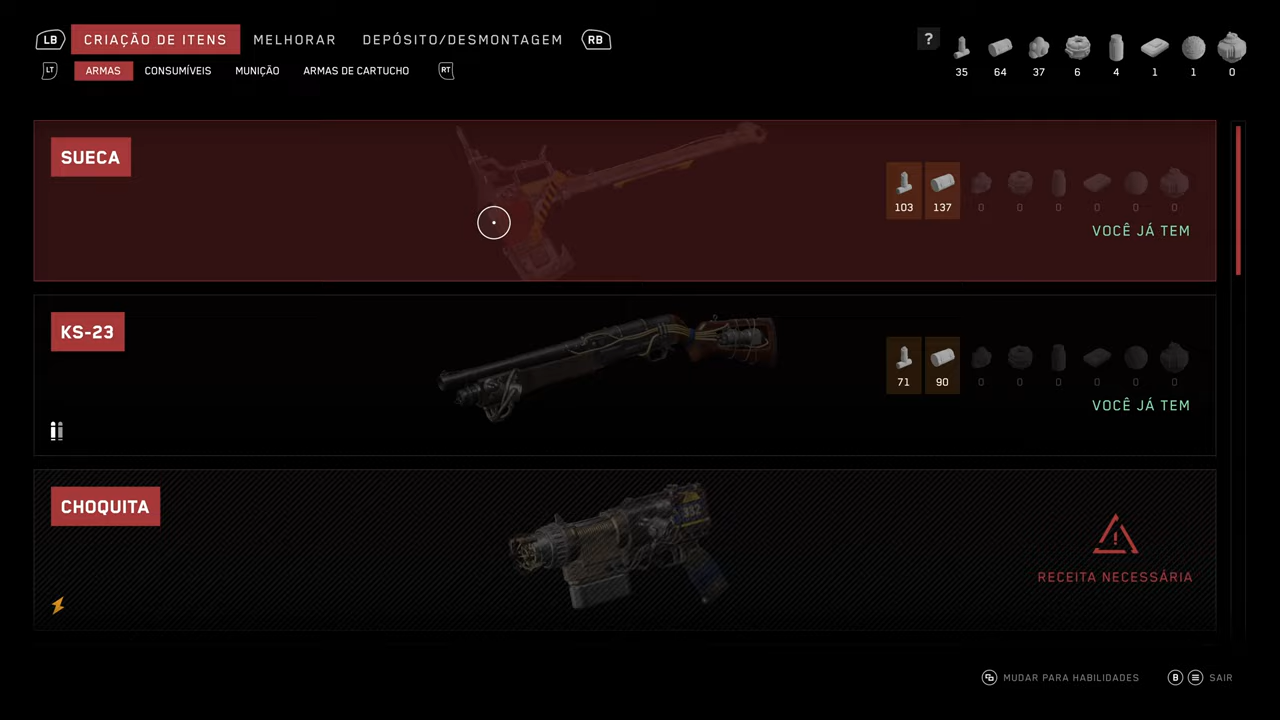 LB CRIAÇÃO DE ITENS MELHORAR DEPÓSITO/DESMONTAGEM RB ?
LT ARMAS CONSUMÍVEIS MUNIÇÃO ARMAS DE CARTUCHO RT 35 64 37 6 4 1 1 0
SUECA
103 137 0 0 0 0 0 0
VOCÊ JÁ TEM
KS-23
71 90 0 0 0 0 0 0
VOCÊ JÁ TEM
CHOQUITA
332
RECEITA NECESSÁRIA
MUDAR PARA HABILIDADES B SAIR